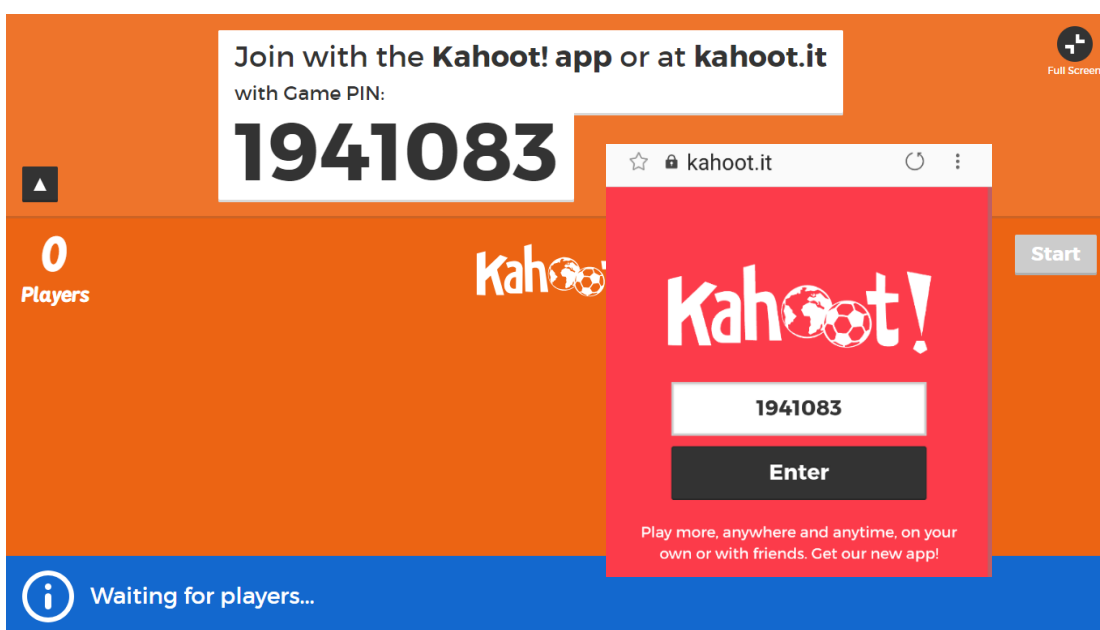 Join with the Kahoot! app or at kahoot.it
with Game PIN:
1941083
Full Screen
▲
0
Players
Kahoo
Start
Waiting for players...
kahoot.it
Kahoot!
1941083
Enter
Play more, anywhere and anytime, on your
own or with friends. Get our new app!